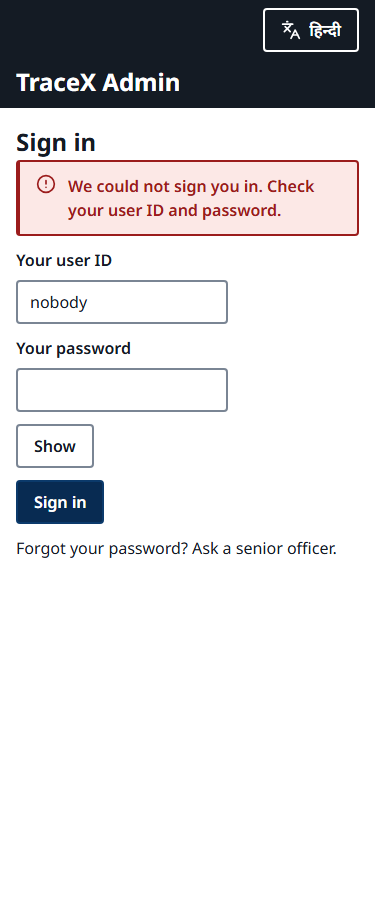 हिन्दी
TraceX Admin
Sign in
We could not sign you in. Check
your user ID and password.
Your user ID
nobody
Your password
Show
Sign in
Forgot your password? Ask a senior officer.